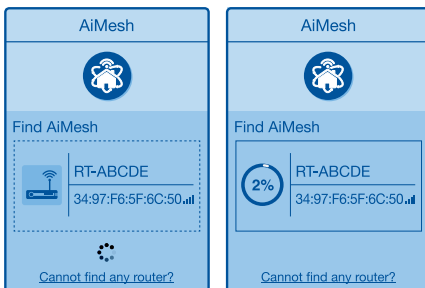 AiMesh
Find AiMesh
RT-ABCDE
34:97:F6:5F:6C:50
Cannot find any router?
AiMesh
Find AiMesh
2%
RT-ABCDE
34:97:F6:5F:6C:50
Cannot find any router?